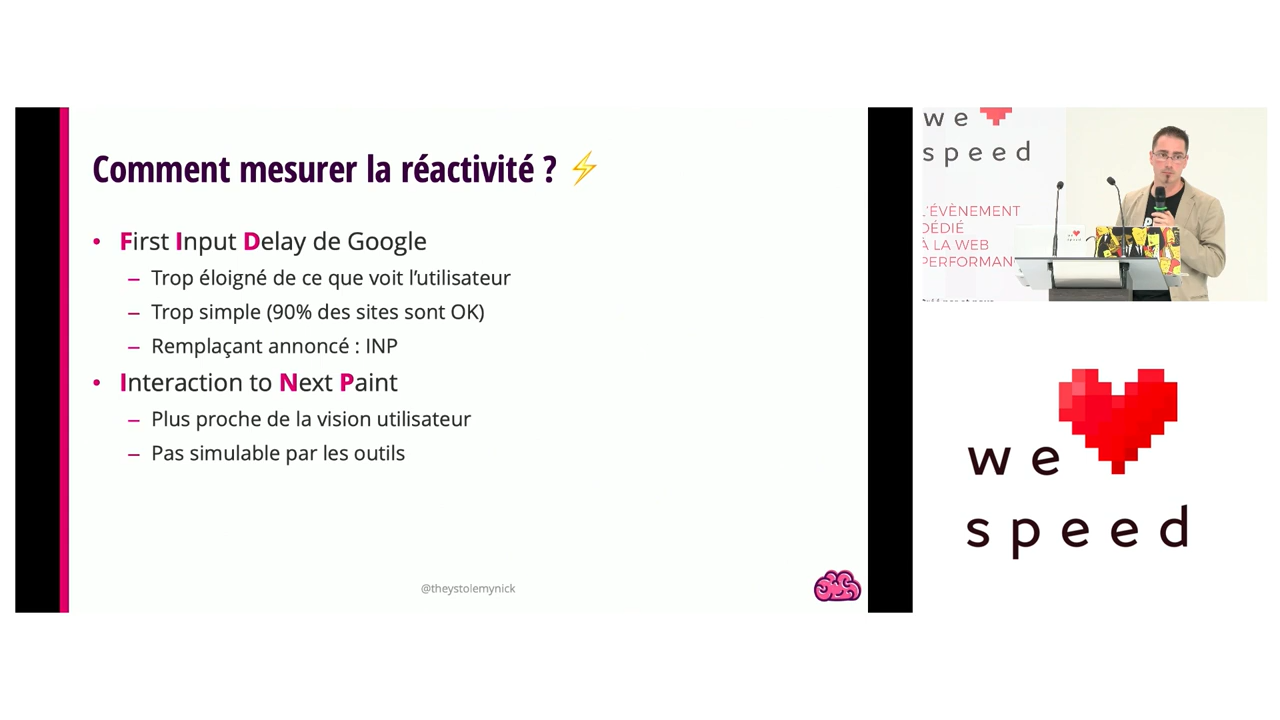 Comment mesurer la réactivité ? ⚡
• First Input Delay de Google
– Trop éloigné de ce que voit l'utilisateur
– Trop simple (90% des sites sont OK)
– Remplaçant annoncé : INP
• Interaction to Next Paint
– Plus proche de la vision utilisateur
– Pas simulable par les outils
@theystolemynick
we
speed
L'ÉVÈNEMENT
DÉDIÉ
À LA WEB
PERFORMAN
we
speed